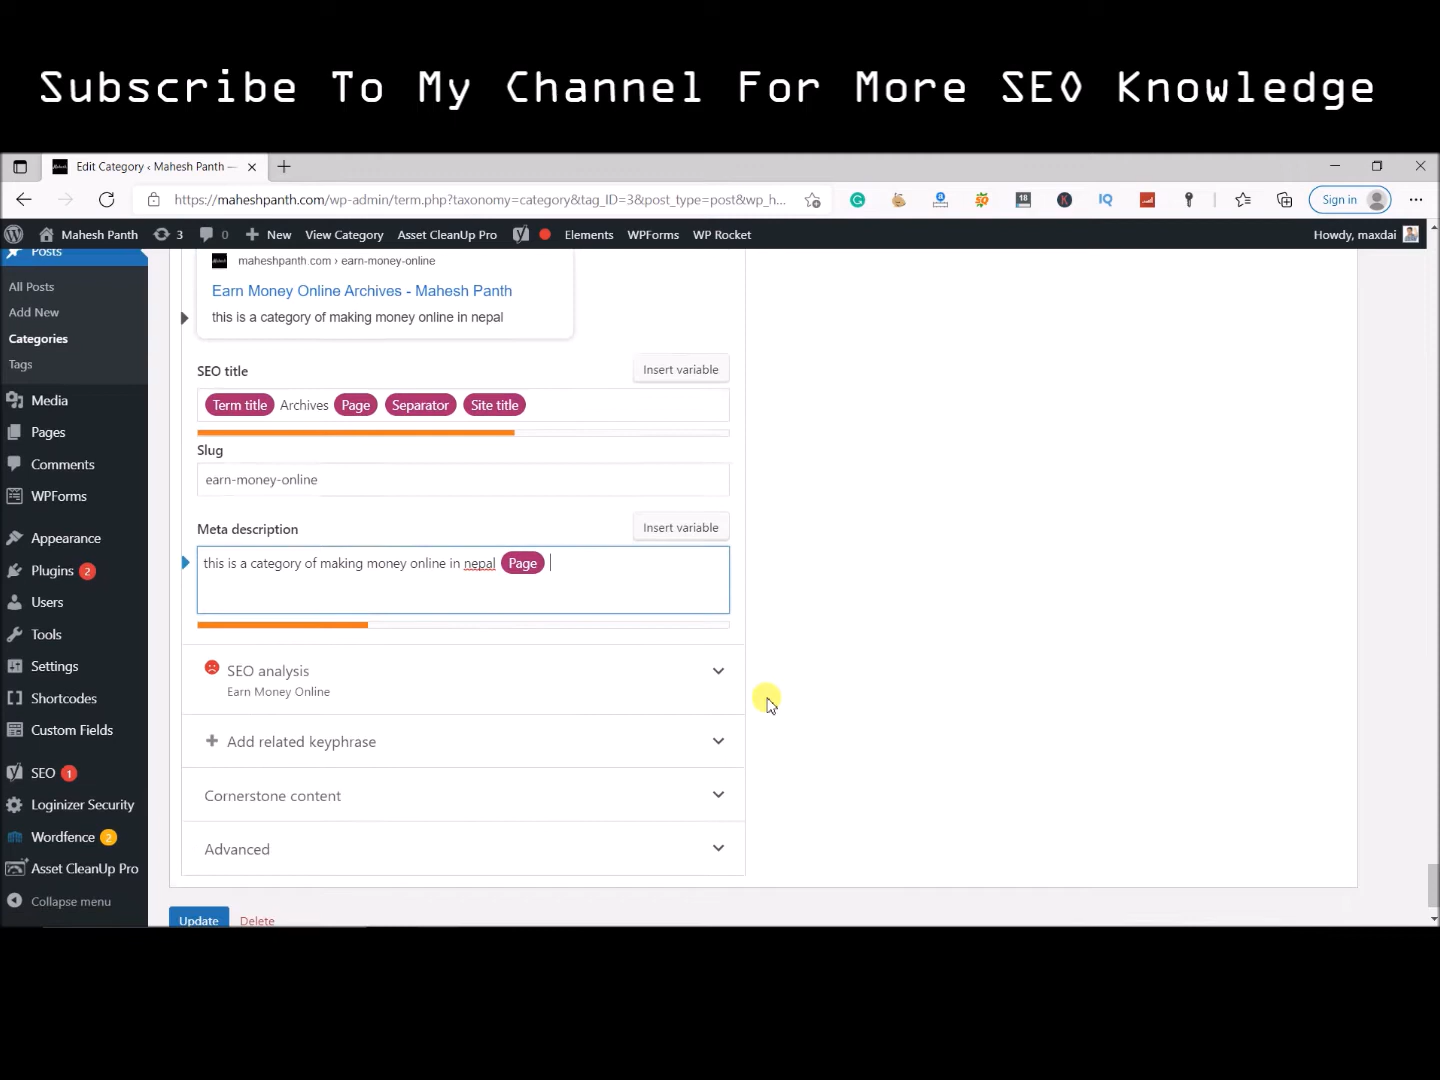 Subscribe To My Channel For More SEO Knowledge
Edit Category ‹ Mahesh Panth —
https://maheshpanth.com/wp-admin/term.php?taxonomy=category&tag_ID=3&post_type=post&wp_h...
18
IQ
Sign in
Mahesh Panth
3
0
New
View Category
Asset CleanUp Pro
Elements
WPForms
WP Rocket
Howdy, maxdai
Posts
All Posts
Add New
Categories
Tags
Media
Pages
Comments
WPForms
Appearance
Plugins 2
Users
Tools
Settings
Shortcodes
Custom Fields
SEO 1
Loginizer Security
Wordfence 2
Asset CleanUp Pro
Collapse menu
maheshpanth.com › earn-money-online
Earn Money Online Archives - Mahesh Panth
this is a category of making money online in nepal
SEO title
Insert variable
Term title Archives Page Separator Site title
Slug
earn-money-online
Meta description
Insert variable
this is a category of making money online in nepal Page
SEO analysis
Earn Money Online
Add related keyphrase
Cornerstone content
Advanced
Update
Delete